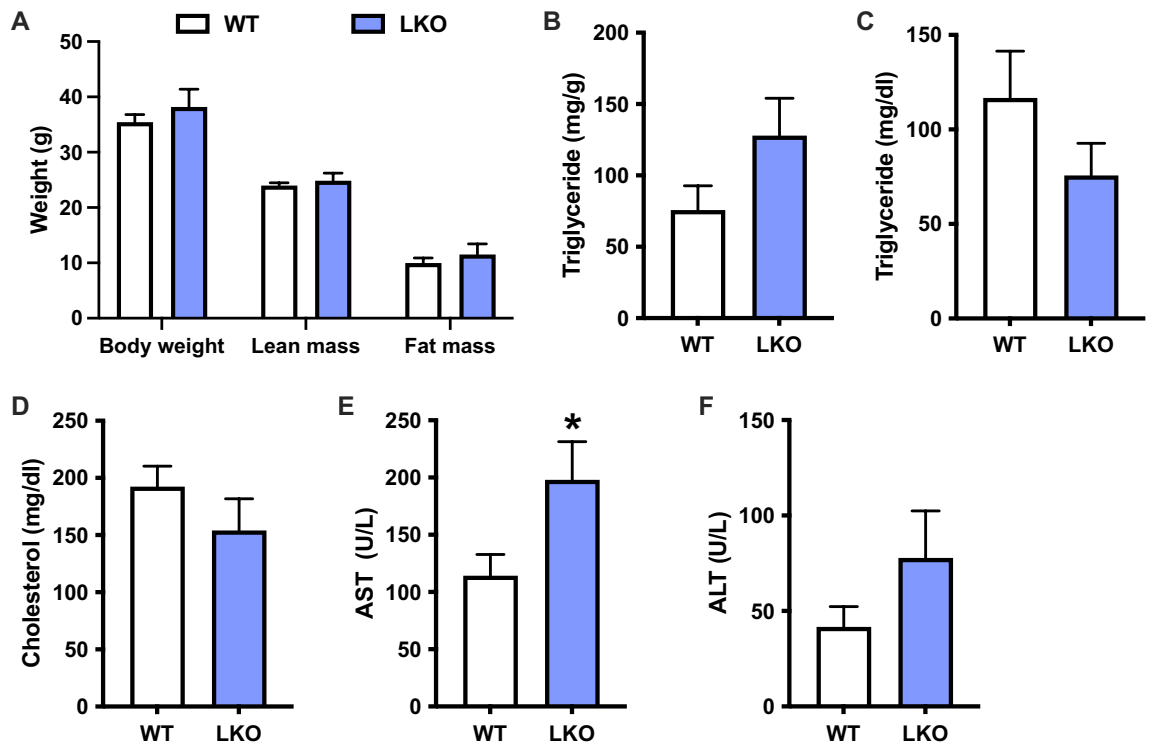 A
WT
LKO
Weight (g)
50
40
30
20
10
0
Body weight
Lean mass
Fat mass
B
Triglyceride (mg/g)
200
150
100
50
0
WT
LKO
C
Triglyceride (mg/dl)
150
100
50
0
WT
LKO
D
Cholesterol (mg/dl)
250
200
150
100
50
0
WT
LKO
E
AST (U/L)
250
200
150
100
50
0
*
WT
LKO
F
ALT (U/L)
150
100
50
0
WT
LKO